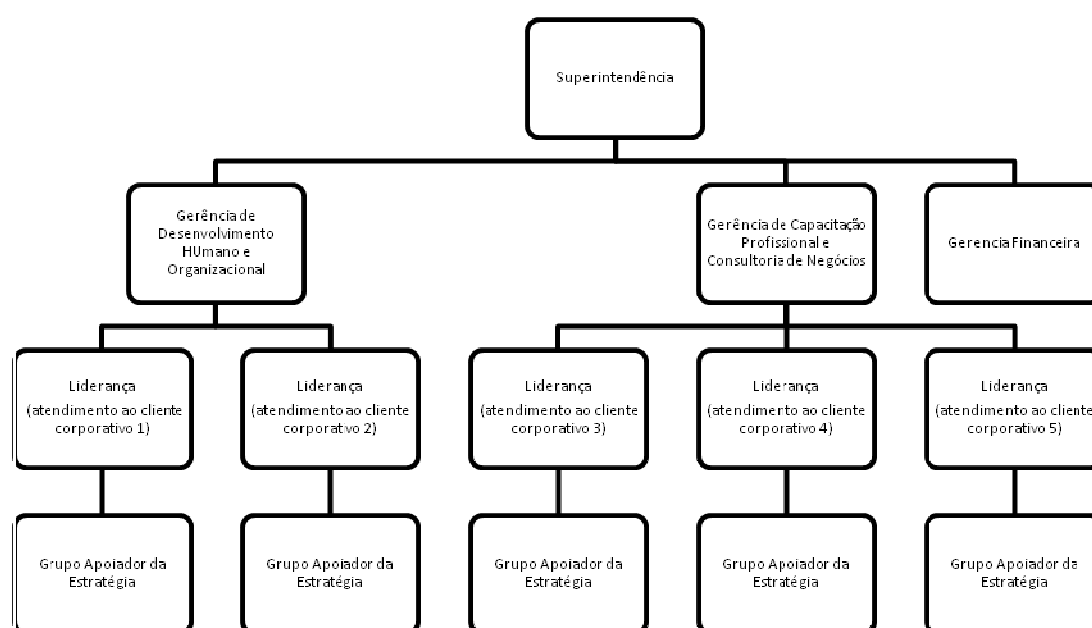 Superintendência
Gerência de
Desenvolvimento
HUmano e
Organizacional
Gerência de Capacitação
Profissional e
Consultoria de Negócios
Gerencia Financeira
Liderança
(atendimento ao cliente
corporativo 1)
Liderança
(atendimento ao cliente
corporativo 2)
Liderança
(atendimento ao cliente
corporativo 3)
Liderança
(atendimento ao cliente
corporativo 4)
Liderança
(atendimento ao cliente
corporativo 5)
Grupo Apoiador da
Estratégia
Grupo Apoiador da
Estratégia
Grupo Apoiador da
Estratégia
Grupo Apoiador da
Estratégia
Grupo Apoiador da
Estratégia